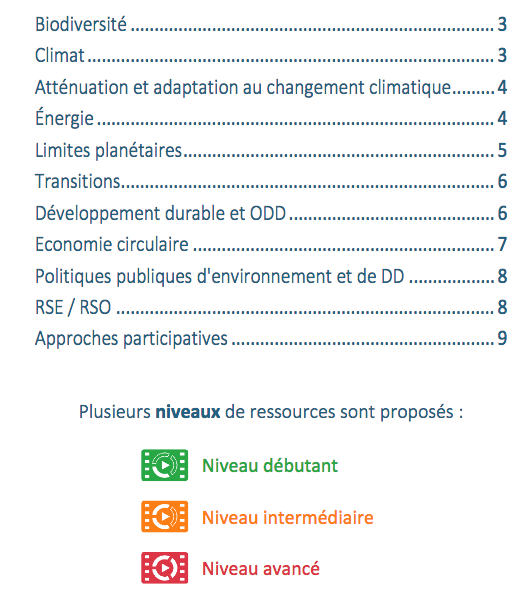 Biodiversité ................................................................ 3
Climat ........................................................................ 3
Atténuation et adaptation au changement climatique ......... 4
Énergie ...................................................................... 4
Limites planétaires ....................................................... 5
Transitions .................................................................. 6
Développement durable et ODD ..................................... 6
Economie circulaire ..................................................... 7
Politiques publiques d'environnement et de DD ................ 8
RSE / RSO .................................................................. 8
Approches participatives ............................................... 9
Plusieurs niveaux de ressources sont proposés :
Niveau débutant
Niveau intermédiaire
Niveau avancé